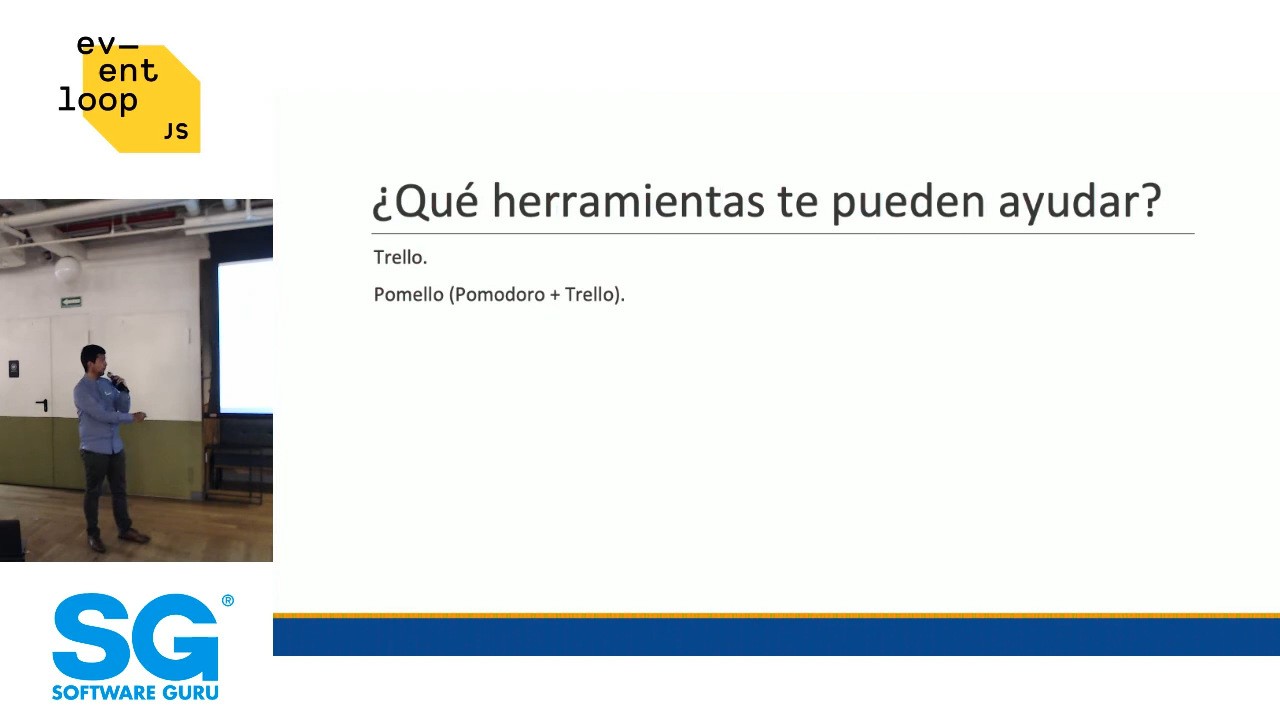 ev—
ent
loop
JS
¿Qué herramientas te pueden ayudar?
Trello.
Pomello (Pomodoro + Trello).
SG®
SOFTWARE GURU